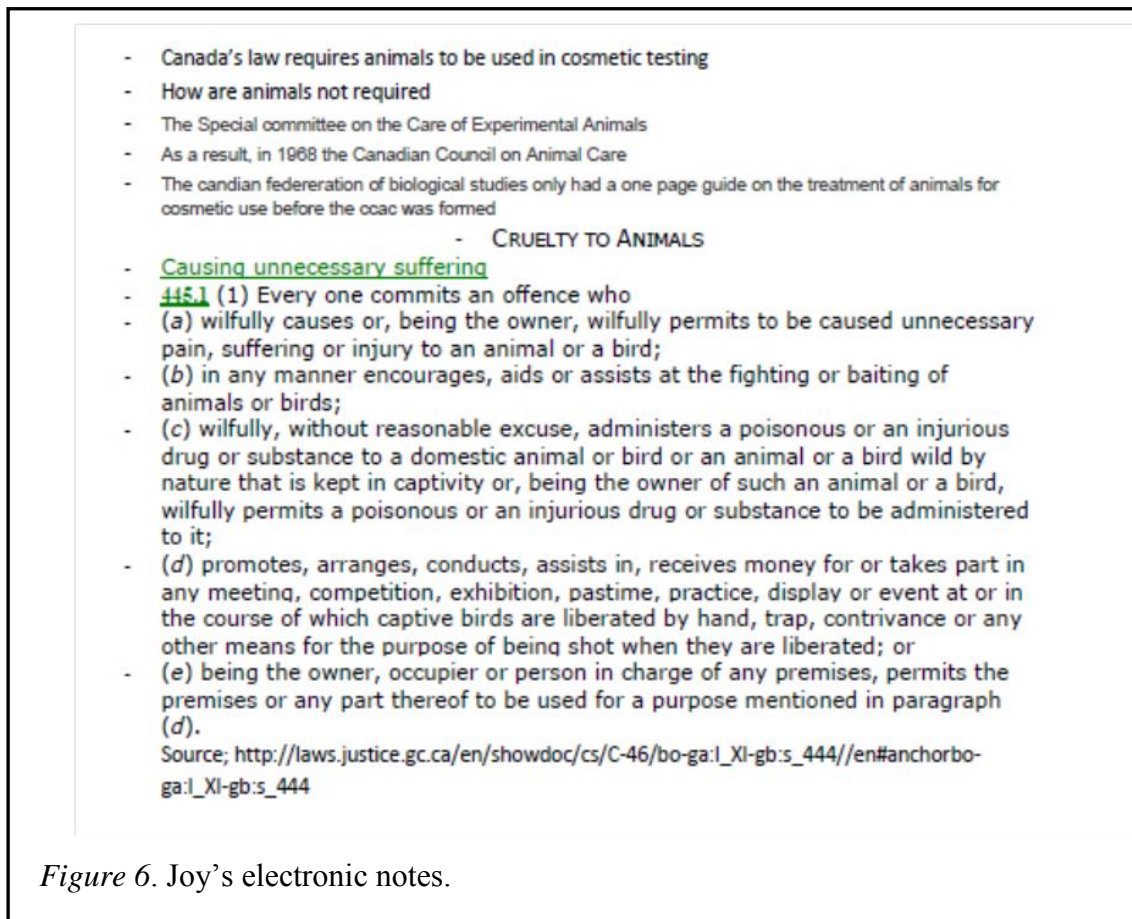 - Canada's law requires animals to be used in cosmetic testing
- How are animals not required
- The Special committee on the Care of Experimental Animals
- As a result, in 1968 the Canadian Council on Animal Care
- The candian federeration of biological studies only had a one page guide on the treatment of animals for
cosmetic use before the ccac was formed
- CRUELTY TO ANIMALS
- Causing unnecessary suffering
- 445.1 (1) Every one commits an offence who
- (a) wilfully causes or, being the owner, wilfully permits to be caused unnecessary
pain, suffering or injury to an animal or a bird;
- (b) in any manner encourages, aids or assists at the fighting or baiting of
animals or birds;
- (c) wilfully, without reasonable excuse, administers a poisonous or an injurious
drug or substance to a domestic animal or bird or an animal or a bird wild by
nature that is kept in captivity or, being the owner of such an animal or a bird,
wilfully permits a poisonous or an injurious drug or substance to be administered
to it;
- (d) promotes, arranges, conducts, assists in, receives money for or takes part in
any meeting, competition, exhibition, pastime, practice, display or event at or in
the course of which captive birds are liberated by hand, trap, contrivance or any
other means for the purpose of being shot when they are liberated; or
- (e) being the owner, occupier or person in charge of any premises, permits the
premises or any part thereof to be used for a purpose mentioned in paragraph
(d).
Source; http://laws.justice.gc.ca/en/showdoc/cs/C-46/bo-ga:l_XI-gb:s_444//en#anchorbo-
ga:l_XI-gb:s_444
Figure 6. Joy's electronic notes.